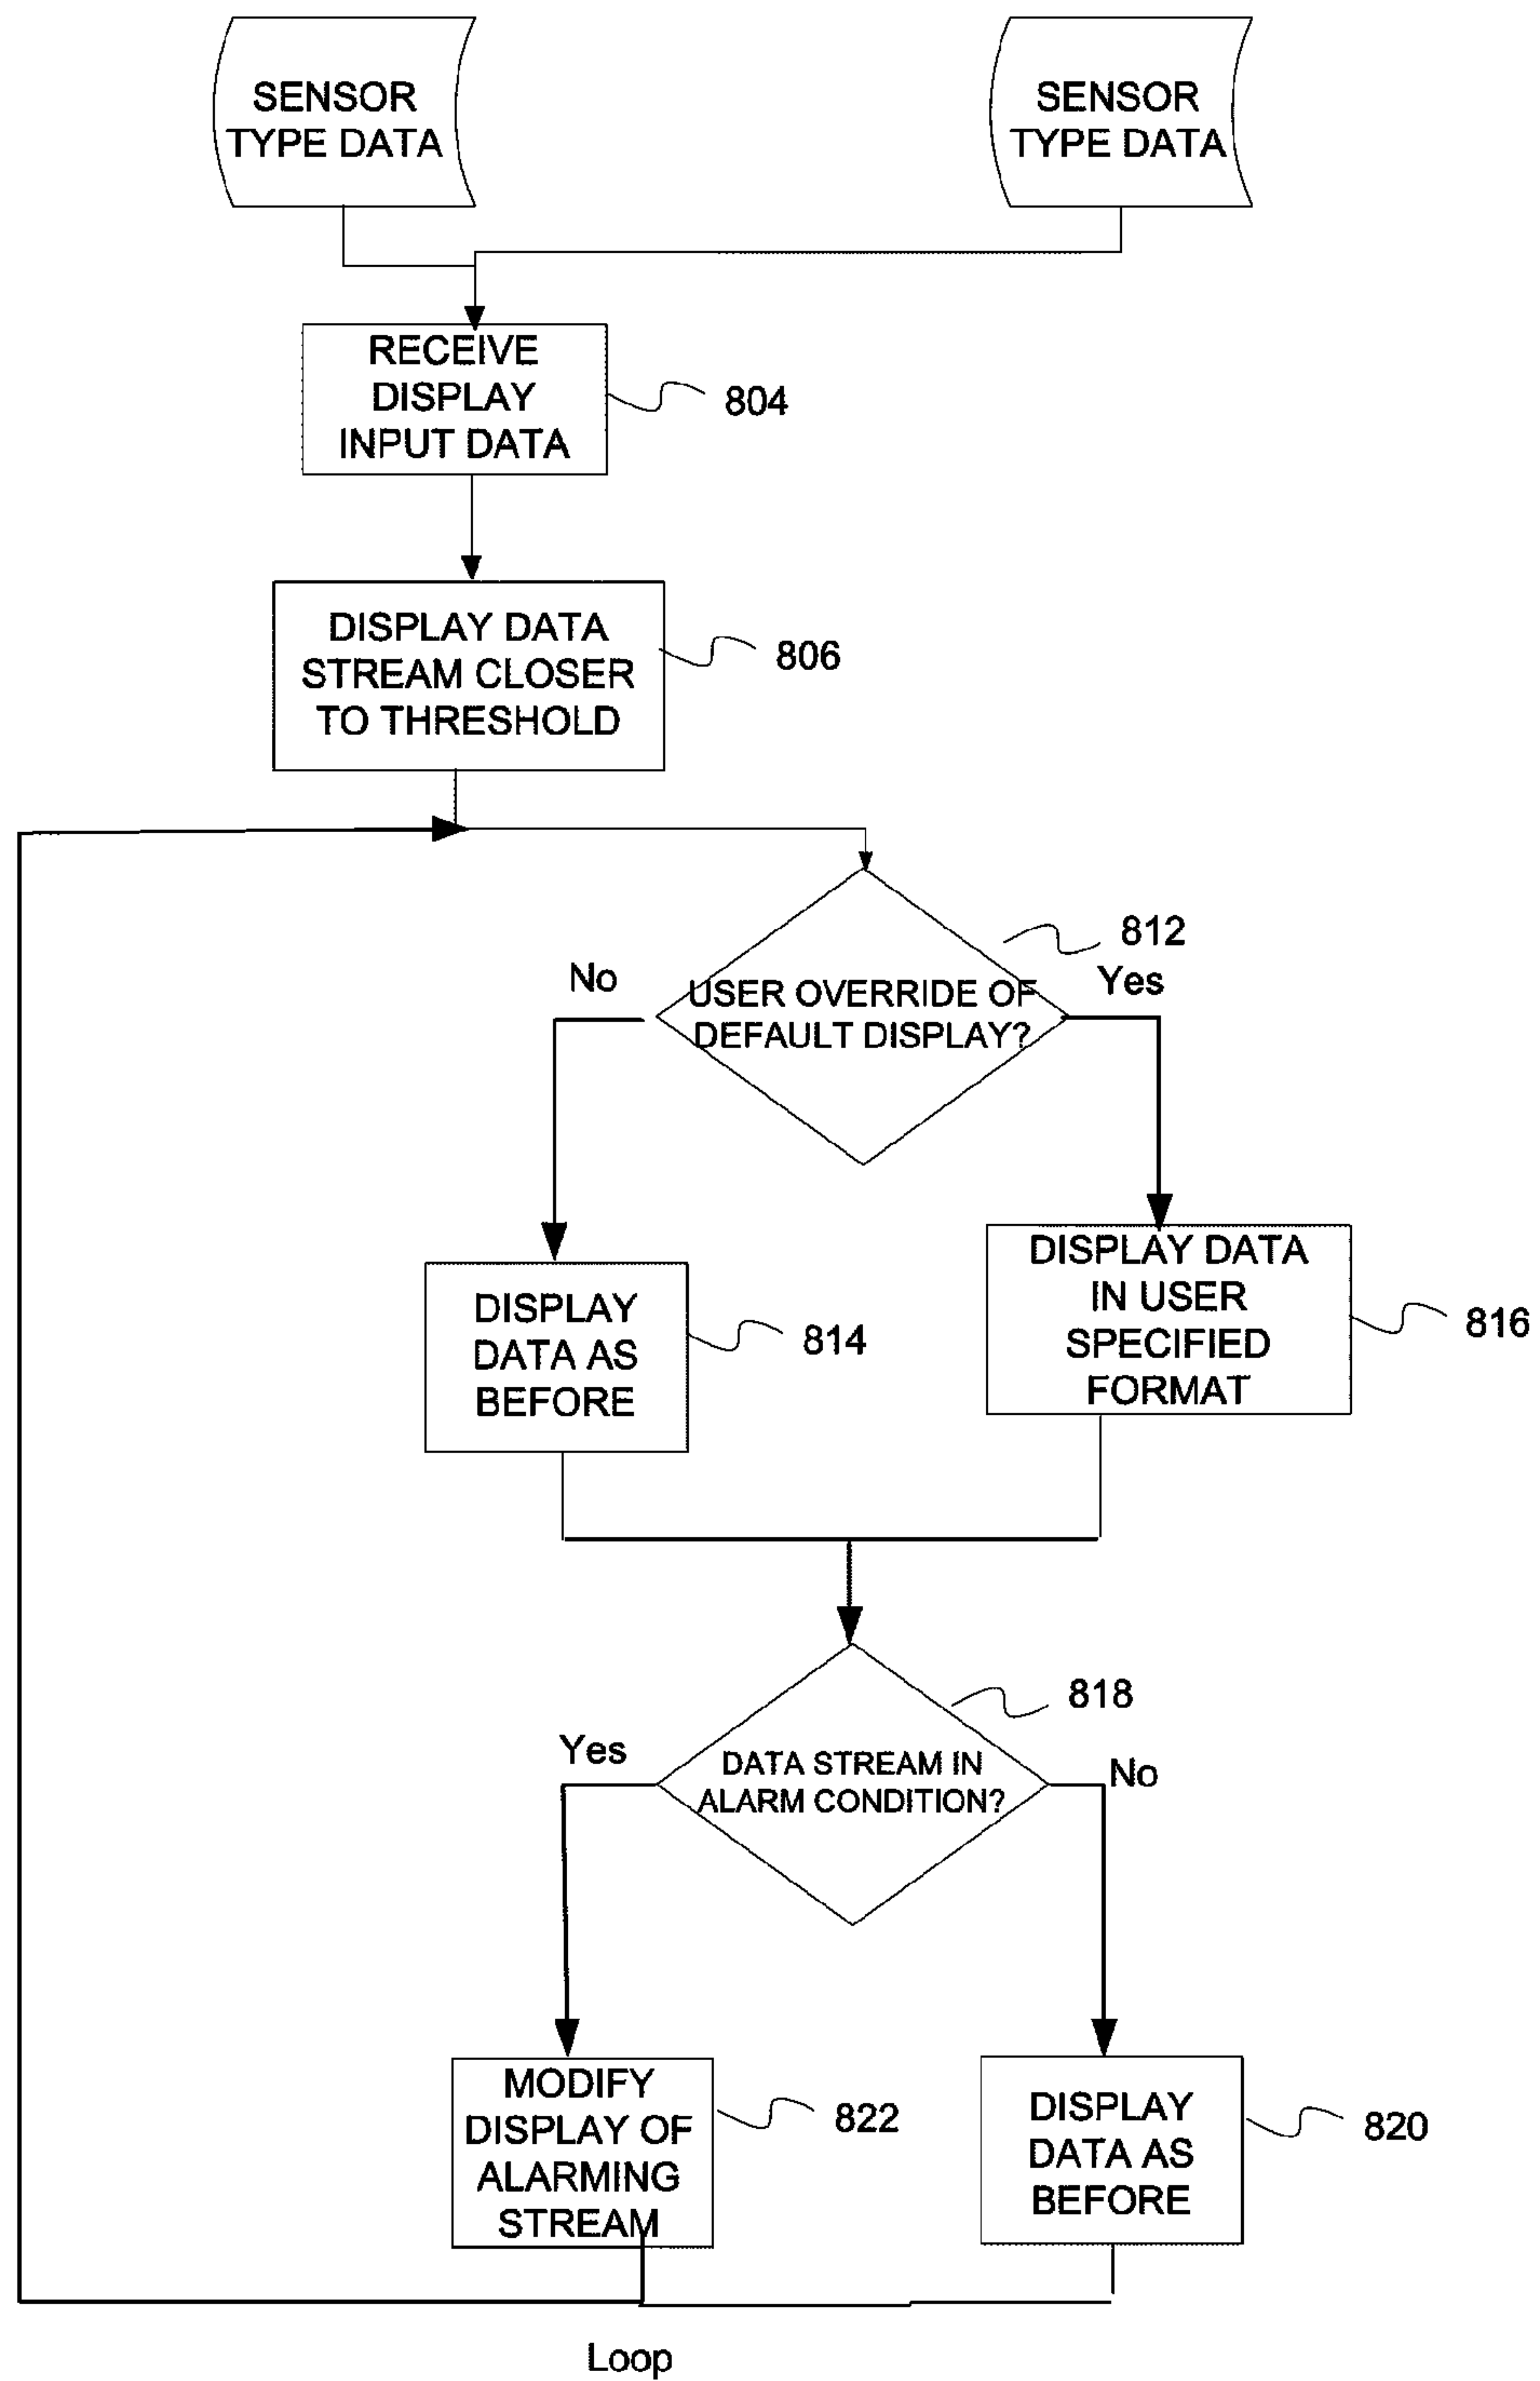 SENSOR
TYPE DATA
SENSOR
TYPE DATA
RECEIVE
DISPLAY
INPUT DATA
804
DISPLAY DATA
STREAM CLOSER
TO THRESHOLD
806
812
No
Yes
USER OVERRIDE OF
DEFAULT DISPLAY?
DISPLAY
DATA AS
BEFORE
814
DISPLAY DATA
IN USER
SPECIFIED
FORMAT
816
818
Yes
No
DATA STREAM IN
ALARM CONDITION?
MODIFY
DISPLAY OF
ALARMING
STREAM
822
DISPLAY
DATA AS
BEFORE
820
Loop